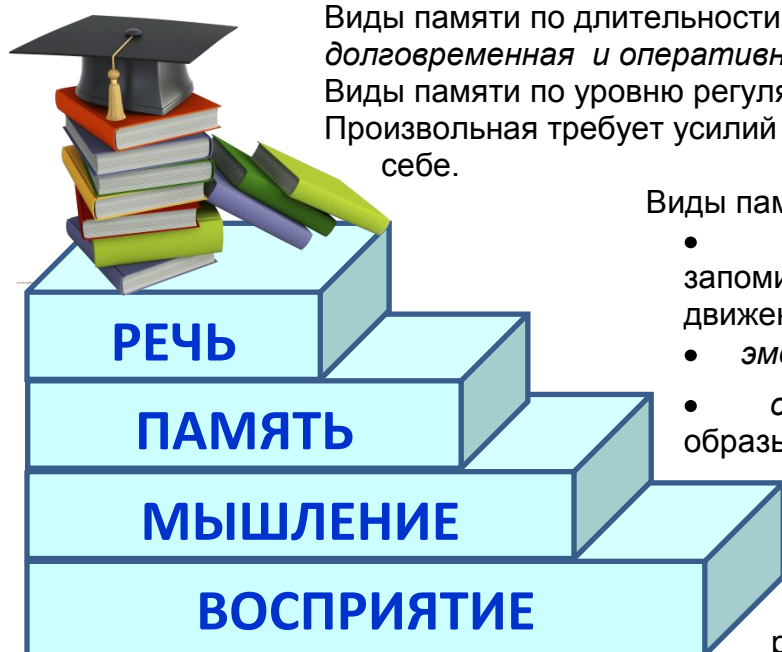 Виды памяти по длительности
долговременная и оперативн
Виды памяти по уровню регуля
Произвольная требует усилий
себе.
Виды пам
•
запоми
движен
• эмо
•
образы
РЕЧЬ
ПАМЯТЬ
МЫШЛЕНИЕ
ВОСПРИЯТИЕ